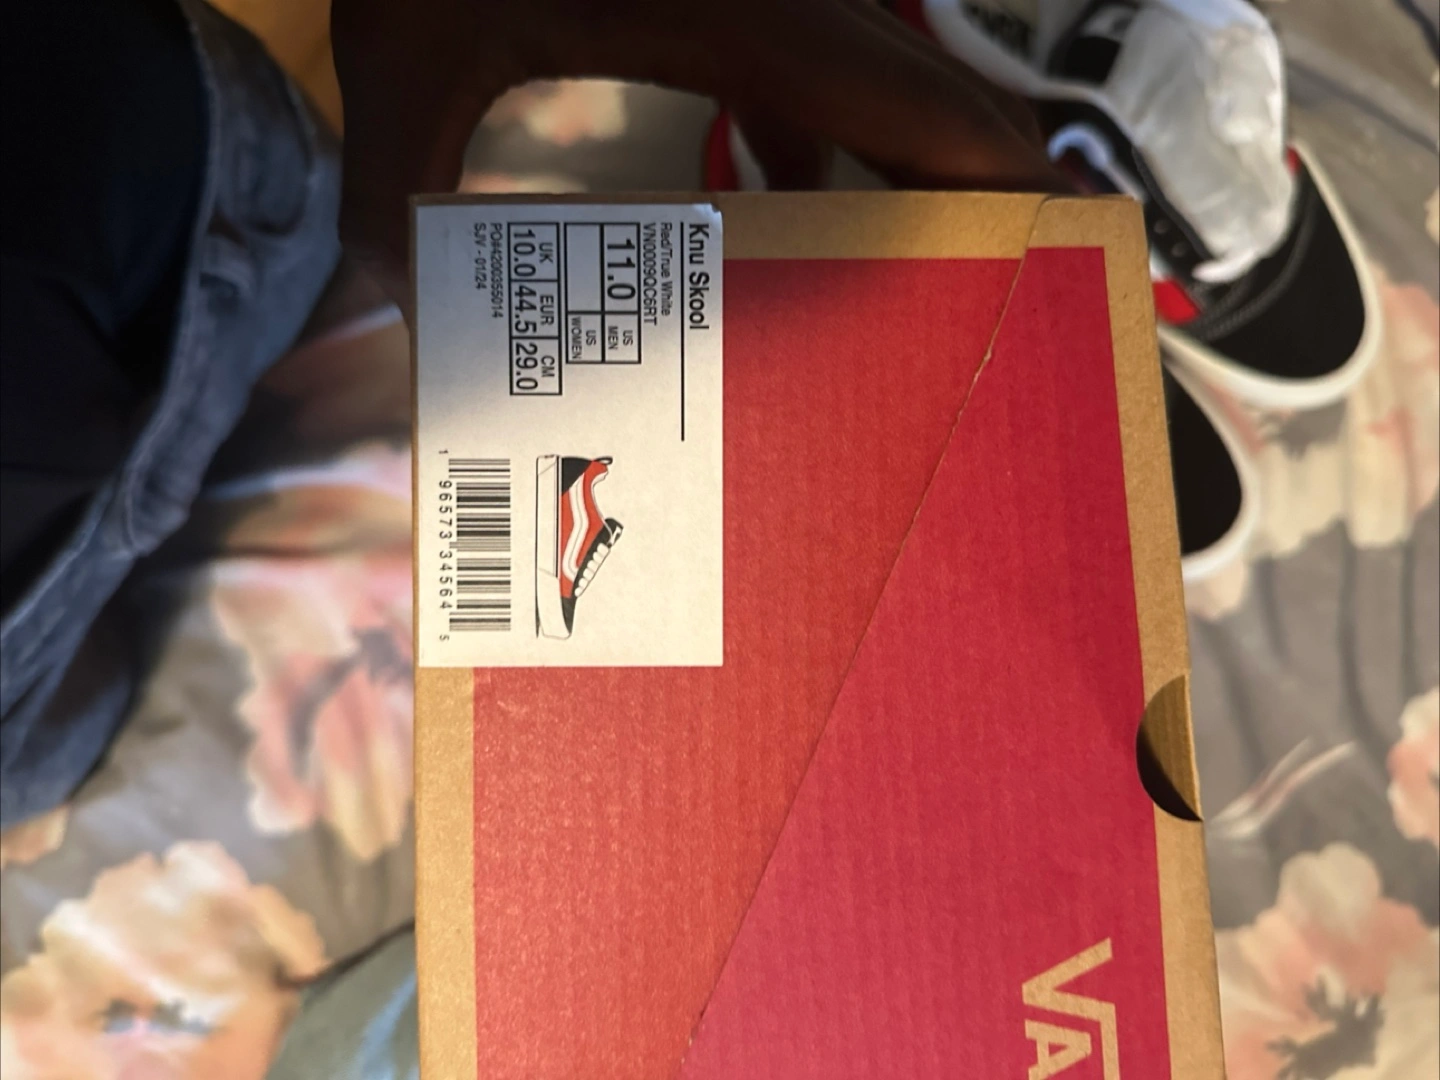 Knu Skool
Red/True White
VN0009QC6RT
11.0 US MEN
US WOMEN
UK EUR CM
10.0 44.5 29.0
PO#4200355014
SJV - 01/24
1 96573 34564 5
VA